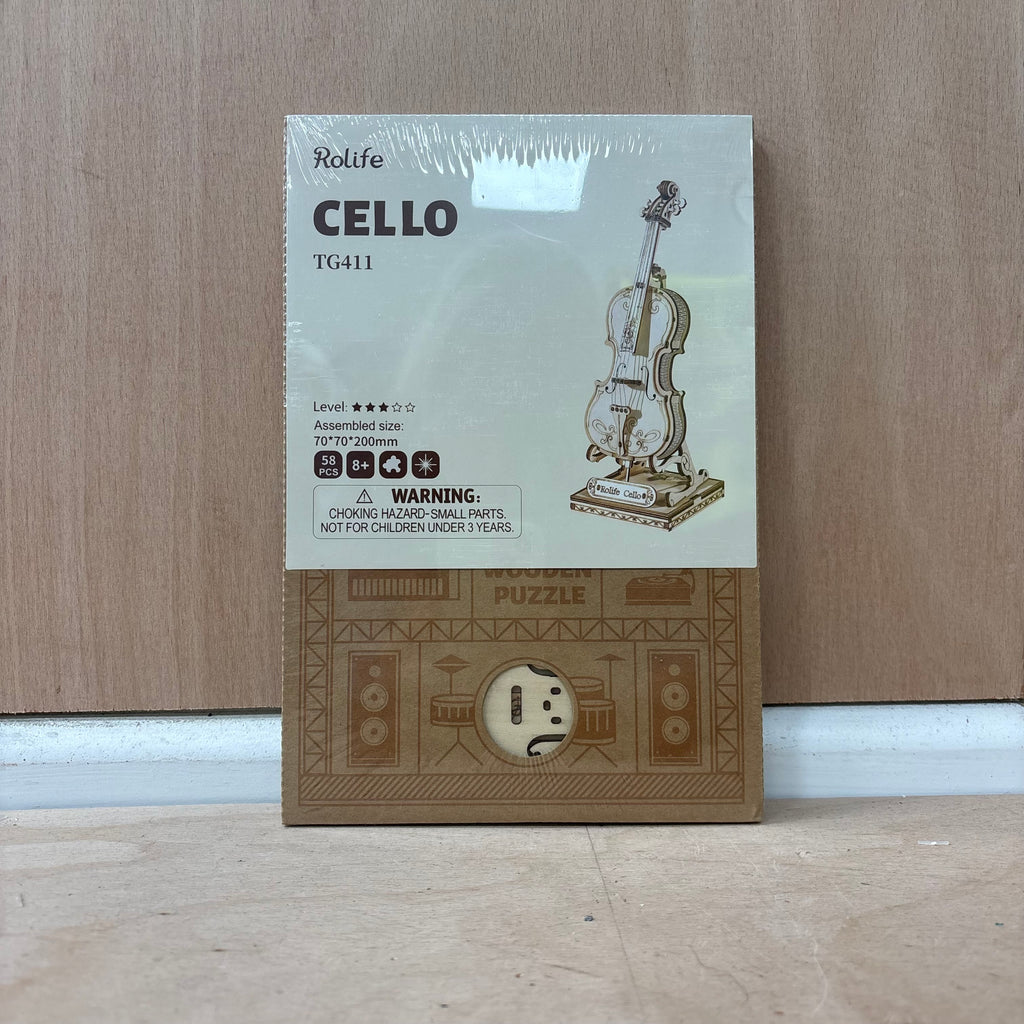 Rolife
CELLO
TG411
Level: ★★★☆☆
Assembled size:
70*70*200mm
58 PCS
8+
⚠ WARNING:
CHOKING HAZARD-SMALL PARTS.
NOT FOR CHILDREN UNDER 3 YEARS.
Rolife Cello
WOODEN
PUZZLE